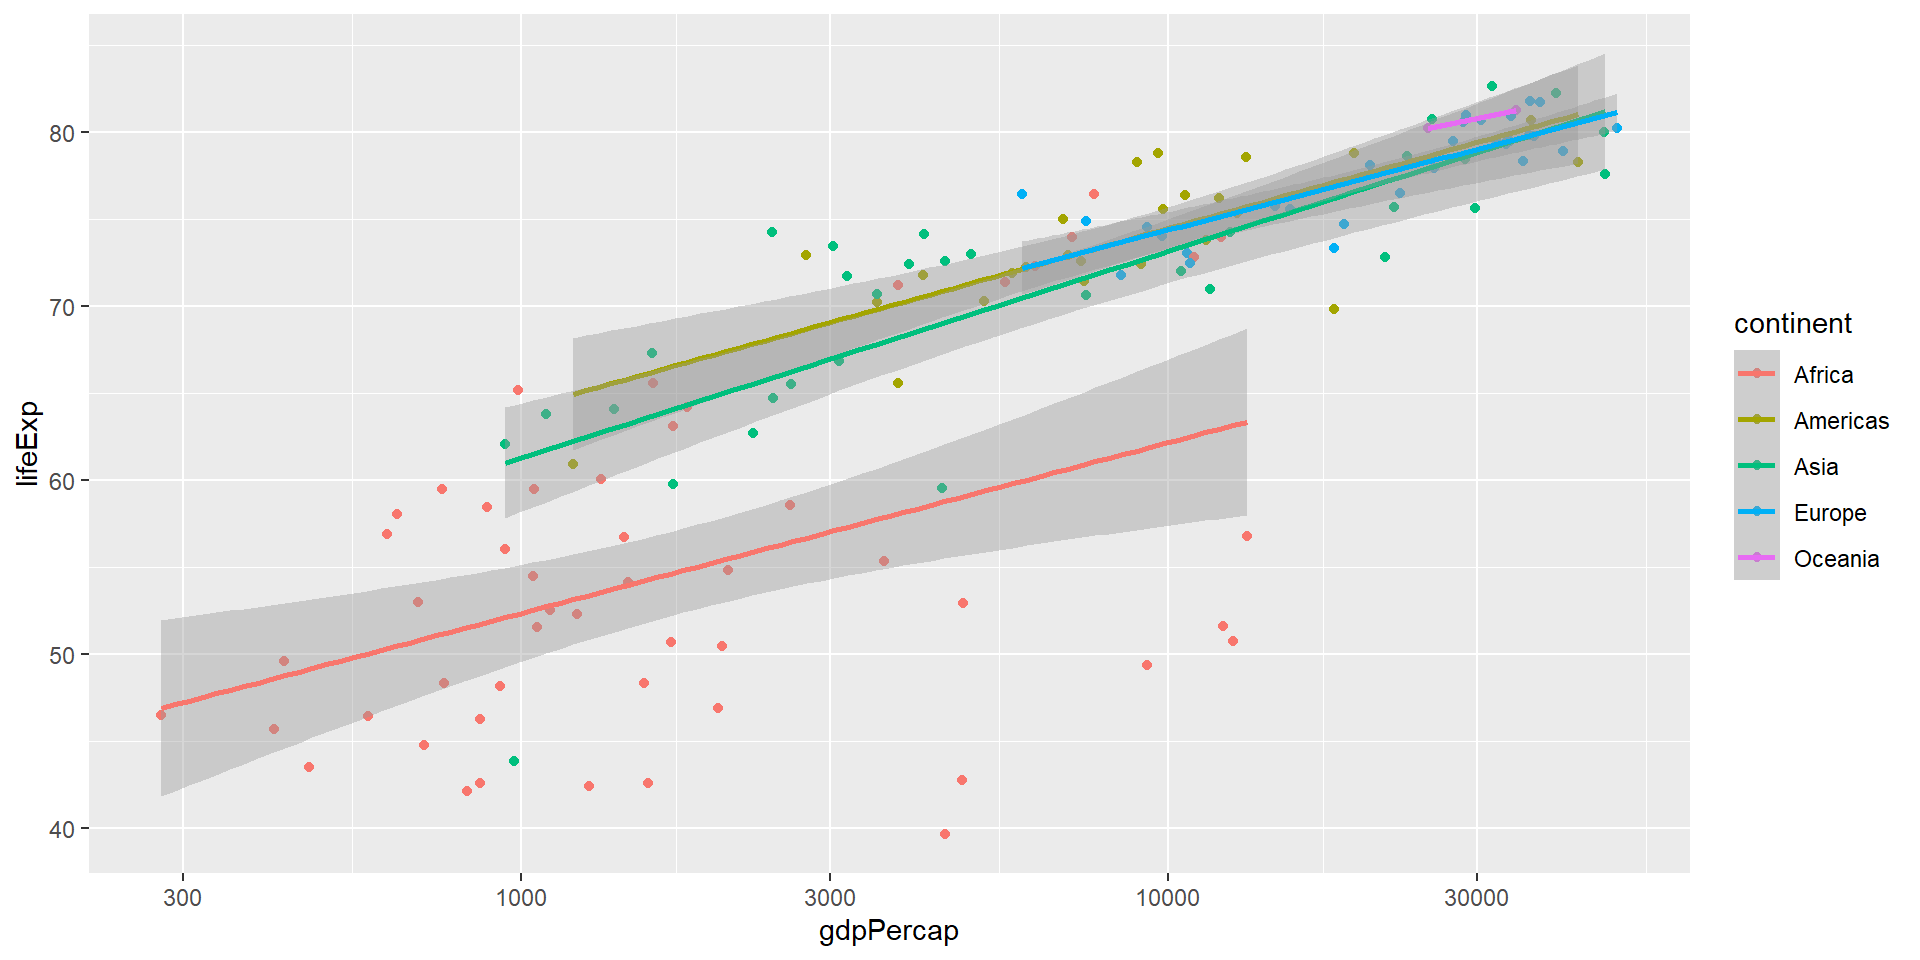 lifeExp
80
70
60
50
40
300
1000
3000
10000
30000
gdpPercap
continent
Africa
Americas
Asia
Europe
Oceania